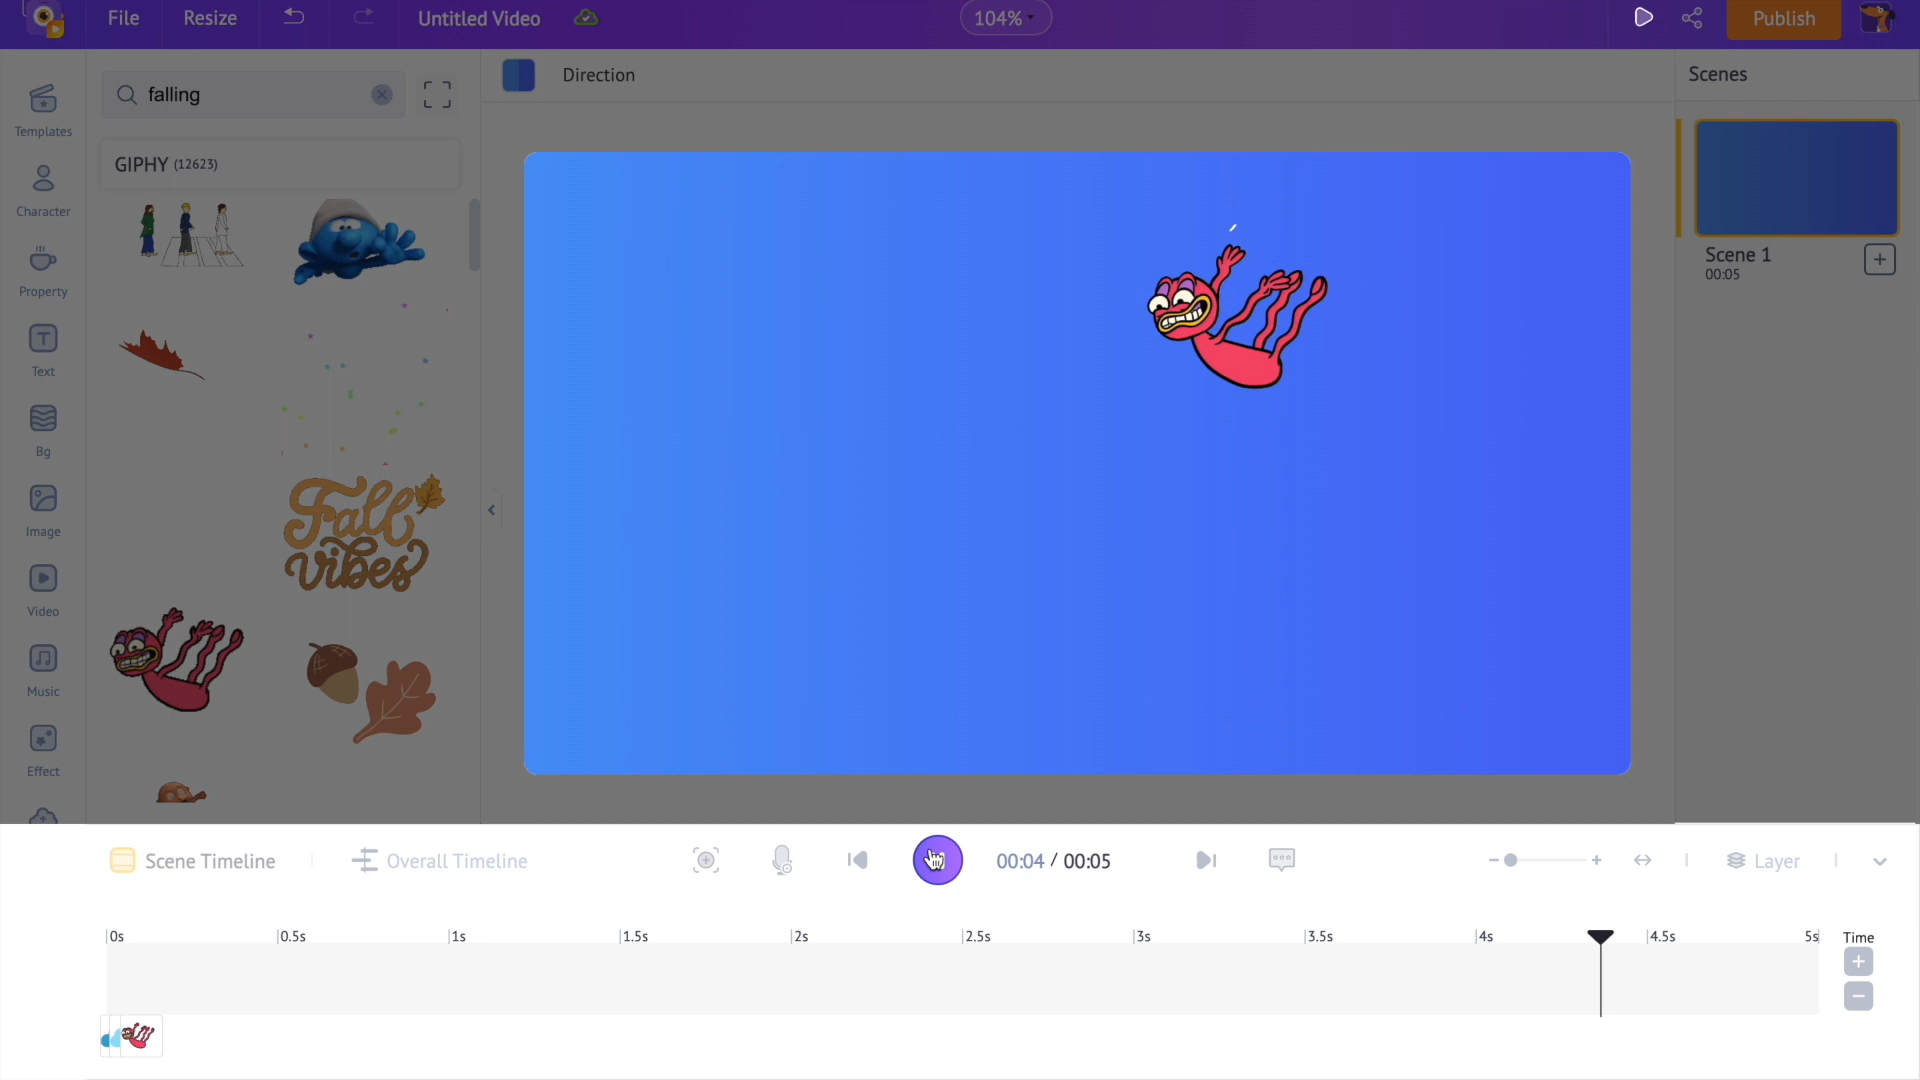 File
Resize
Untitled Video
104%
Publish
Templates
Character
Property
Text
Bg
Image
Video
Music
Effect
falling
GIPHY (12623)
Fall
vibes
Direction
Scenes
Scene 1
00:05
Scene Timeline
Overall Timeline
00:04 / 00:05
Layer
0s 0.5s 1s 1.5s 2s 2.5s 3s 3.5s 4s 4.5s 5s
Time